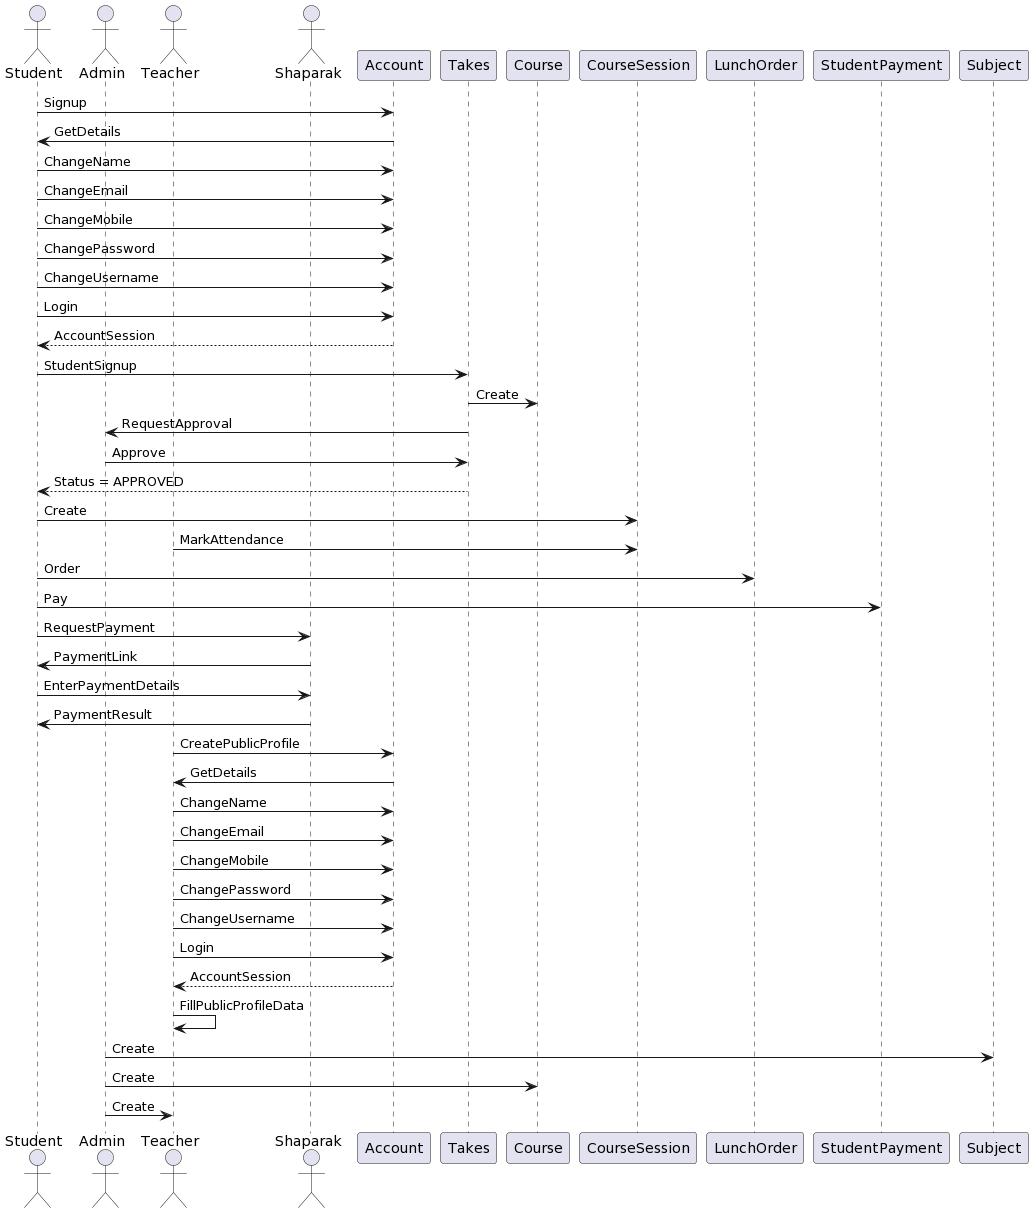 Student Admin Teacher Shaparak Account Takes Course CourseSession LunchOrder StudentPayment Subject
Signup
GetDetails
ChangeName
ChangeEmail
ChangeMobile
ChangePassword
ChangeUsername
Login
AccountSession
StudentSignup
Create
RequestApproval
Approve
Status = APPROVED
Create
MarkAttendance
Order
Pay
RequestPayment
PaymentLink
EnterPaymentDetails
PaymentResult
CreatePublicProfile
GetDetails
ChangeName
ChangeEmail
ChangeMobile
ChangePassword
ChangeUsername
Login
AccountSession
FillPublicProfileData
Create
Create
Create
Student Admin Teacher Shaparak Account Takes Course CourseSession LunchOrder StudentPayment Subject